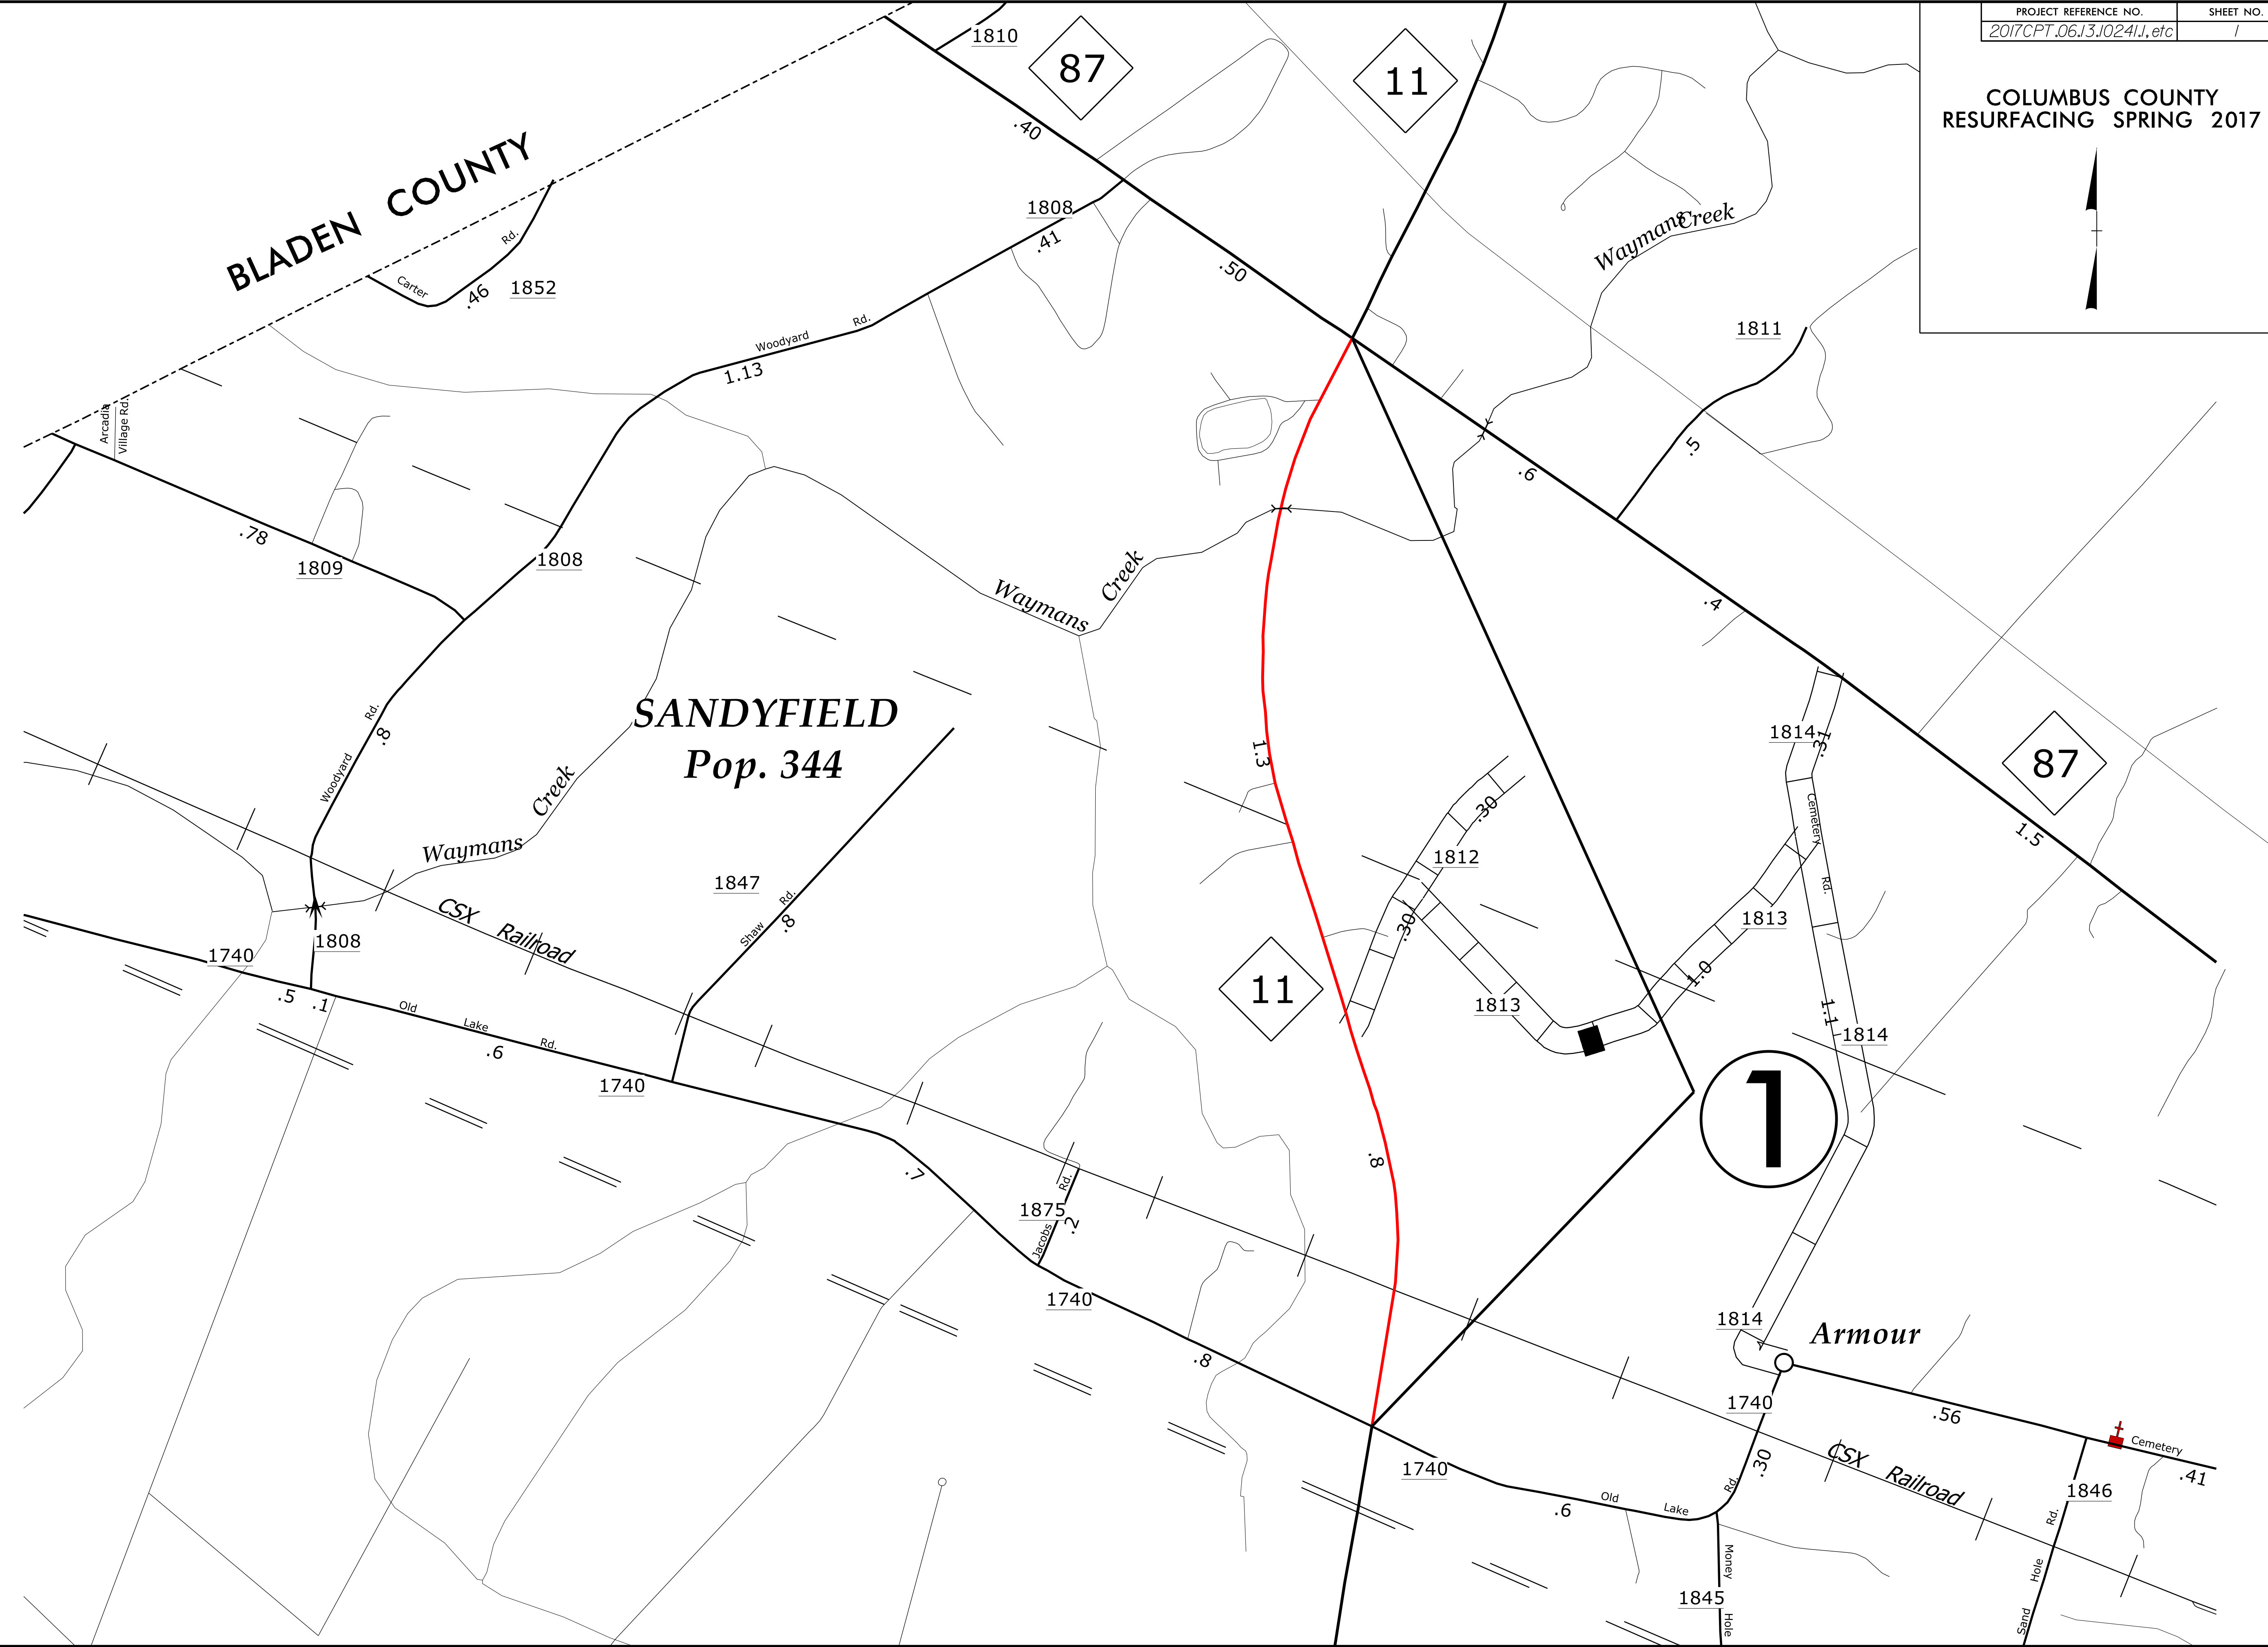 PROJECT REFERENCE NO.
SHEET NO.
2017CPT.06.13.10241.1, etc
1
COLUMBUS COUNTY
RESURFACING SPRING 2017
1810
87
11
.40
BLADEN COUNTY
1808
.41
Waymans Creek
Carter Rd.
.46
1852
.50
Woodyard Rd.
1.13
1811
.5
Arcadia
Village Rd.
.6
.78
1809
1808
Waymans Creek
.4
SANDYFIELD
Pop. 344
Woodyard Rd.
.8
1.3
1814
.31
87
1.5
.30
1812
Cemetery Rd.
Waymans Creek
1847
Shaw Rd.
.8
CSX Railroad
1740
1808
.30
1813
11
1813
1.0
1.1
1814
.5
.1
Old Lake Rd.
.6
1740
1
.7
.8
1875
Jacobs Rd.
.2
1740
1814
Armour
.8
1740
.56
Cemetery
.41
1740
.30
CSX Railroad
1846
Old Lake Rd.
.6
Money Hole
1845
Sand Hole Rd.